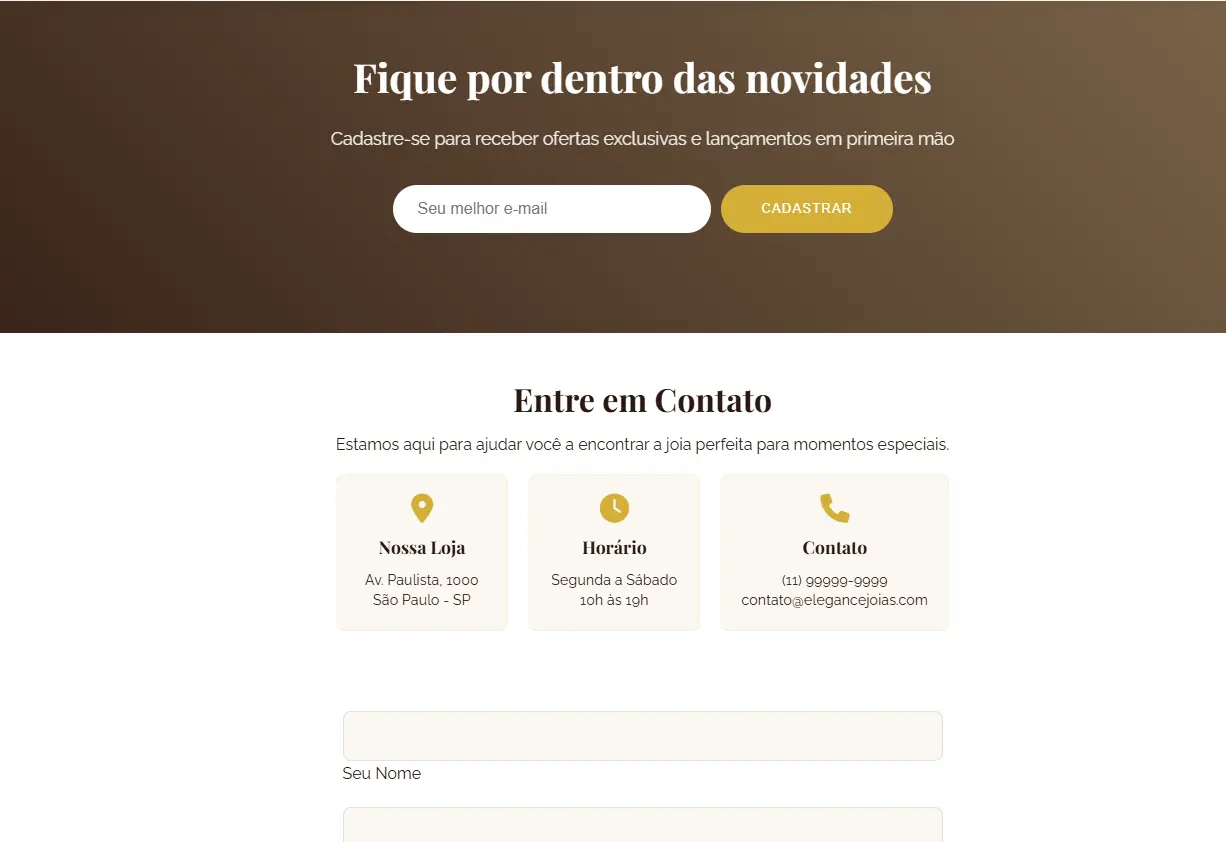 Fique por dentro das novidades
Cadastre-se para receber ofertas exclusivas e lançamentos em primeira mão
Seu melhor e-mail
CADASTRAR
Entre em Contato
Estamos aqui para ajudar você a encontrar a joia perfeita para momentos especiais.
Nossa Loja
Av. Paulista, 1000
São Paulo - SP
Horário
Segunda a Sábado
10h às 19h
Contato
(11) 99999-9999
contato@elegancejoias.com
Seu Nome